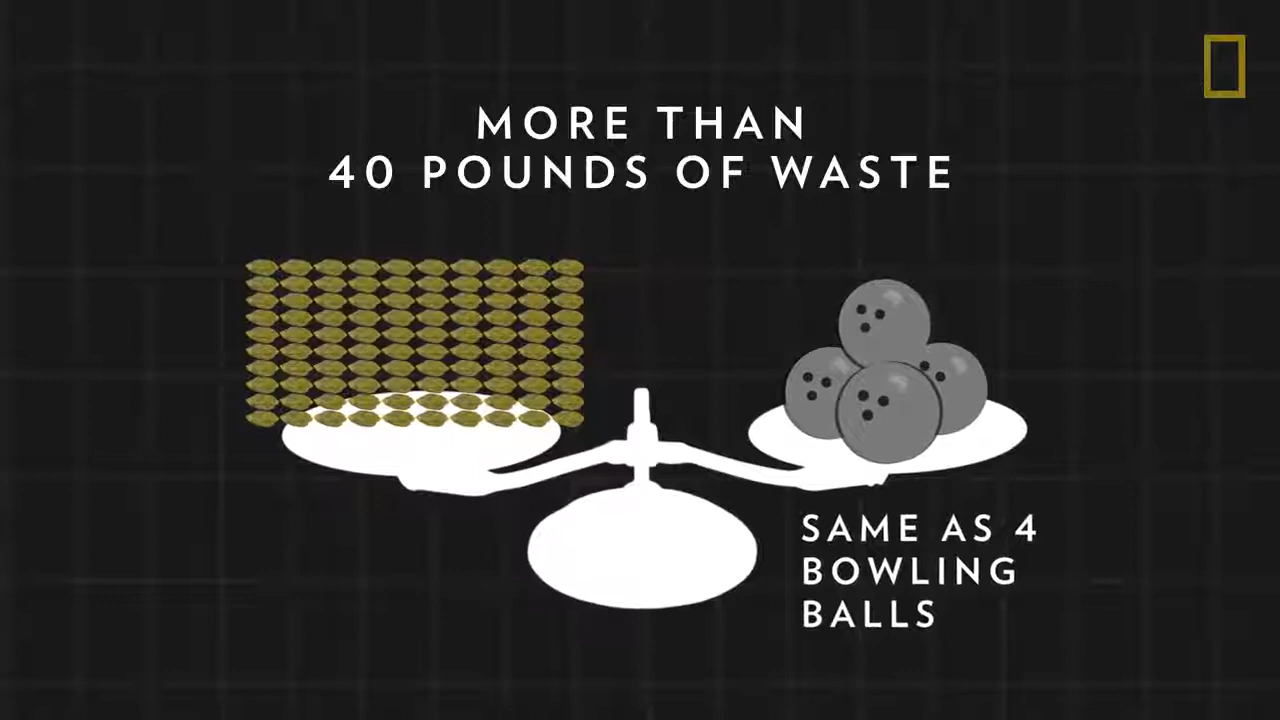 MORE THAN
40 POUNDS OF WASTE
SAME AS 4
BOWLING
BALLS